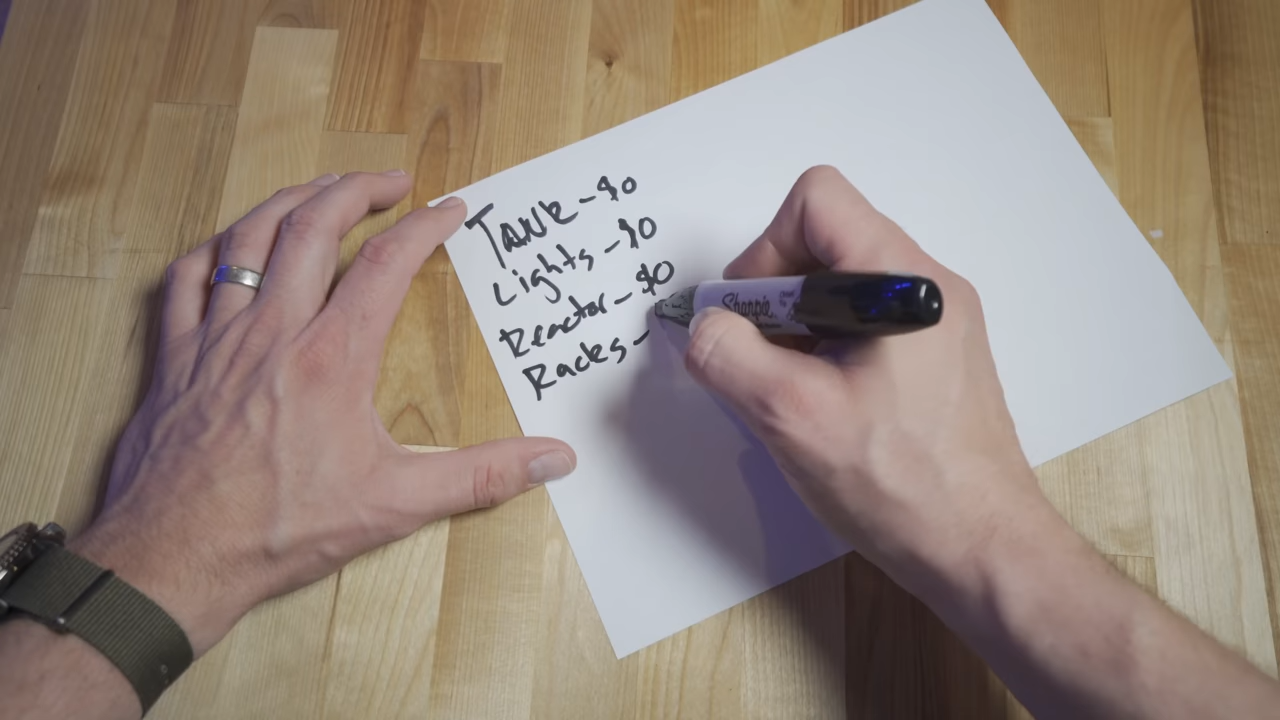 Tank - $0
Lights - $0
Reactor - $0
Racks -
Sharpie